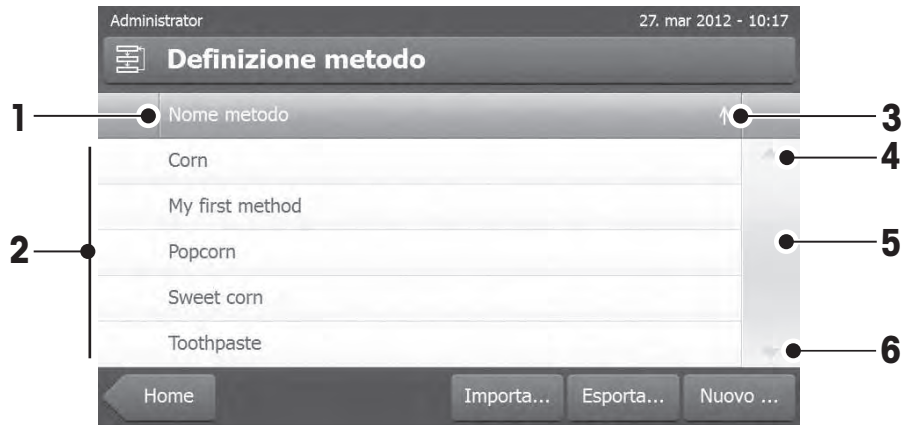 Administrator 27. mar 2012 - 10:17
Definizione metodo
1 Nome metodo 3
Corn 4
My first method
2 Popcorn 5
Sweet corn
Toothpaste 6
Home Importa... Esporta... Nuovo ...